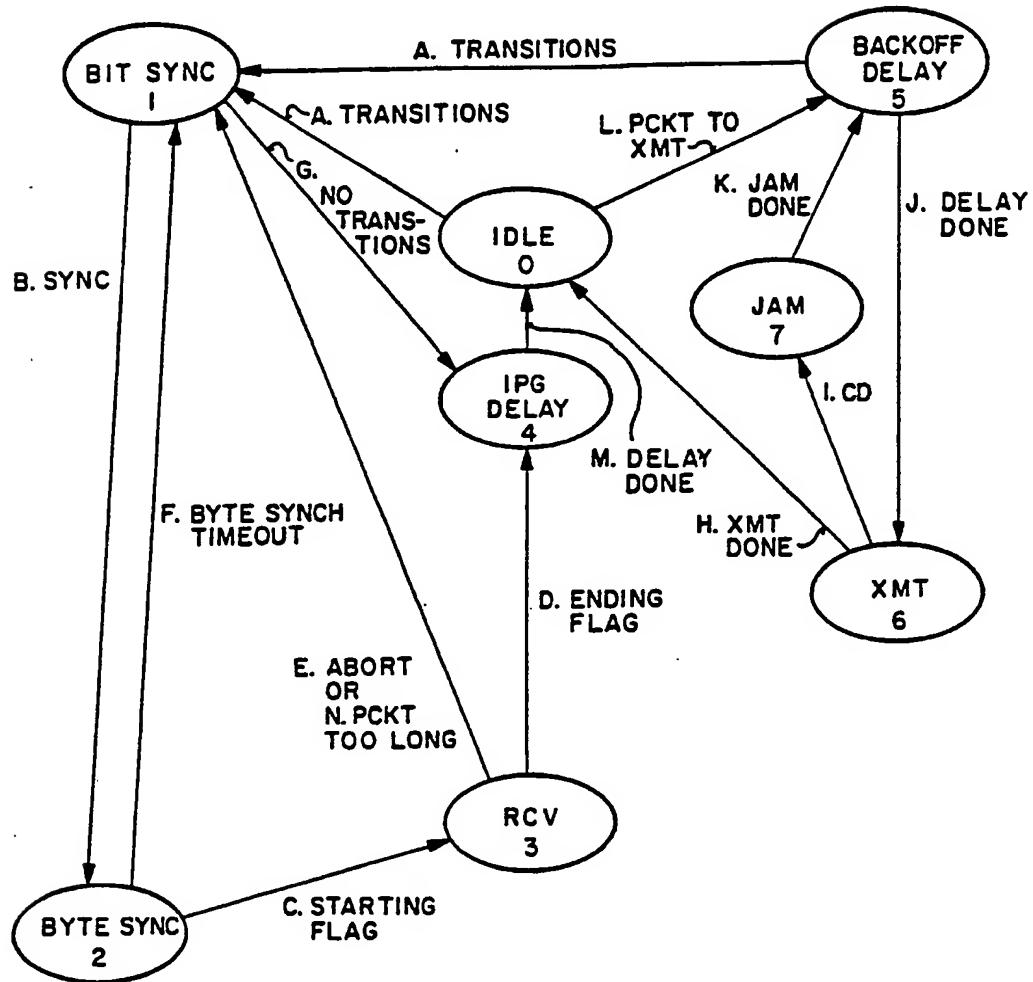 BIT SYNC
1
A. TRANSITIONS
BACKOFF
DELAY
5
A. TRANSITIONS
L. PCKT TO
XMT
G.
NO
TRANS-
TIONS
K. JAM
DONE
J. DELAY
DONE
IDLE
0
B. SYNC
JAM
7
IPG
DELAY
4
I. CD
M. DELAY
DONE
F. BYTE SYNCH
TIMEOUT
H. XMT
DONE
XMT
6
D. ENDING
FLAG
E. ABORT
OR
N. PCKT
TOO LONG
RCV
3
C. STARTING
FLAG
BYTE SYNC
2